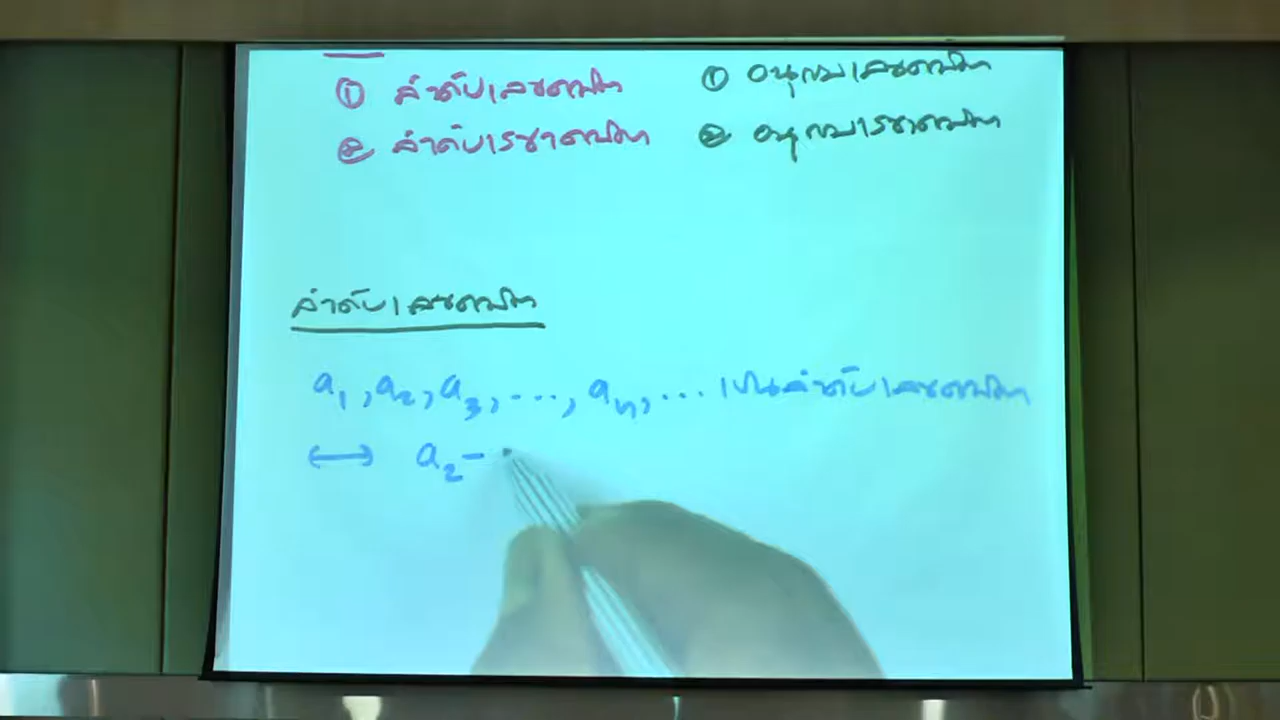 ① ลำดับเลขคณิต ① อนุกรมเลขคณิต
② ลำดับเรขาคณิต ② อนุกรมเรขาคณิต
ลำดับเลขคณิต
a₁, a₂, a₃, ..., aₙ, ... เป็นลำดับเลขคณิต
↔ a₂ -